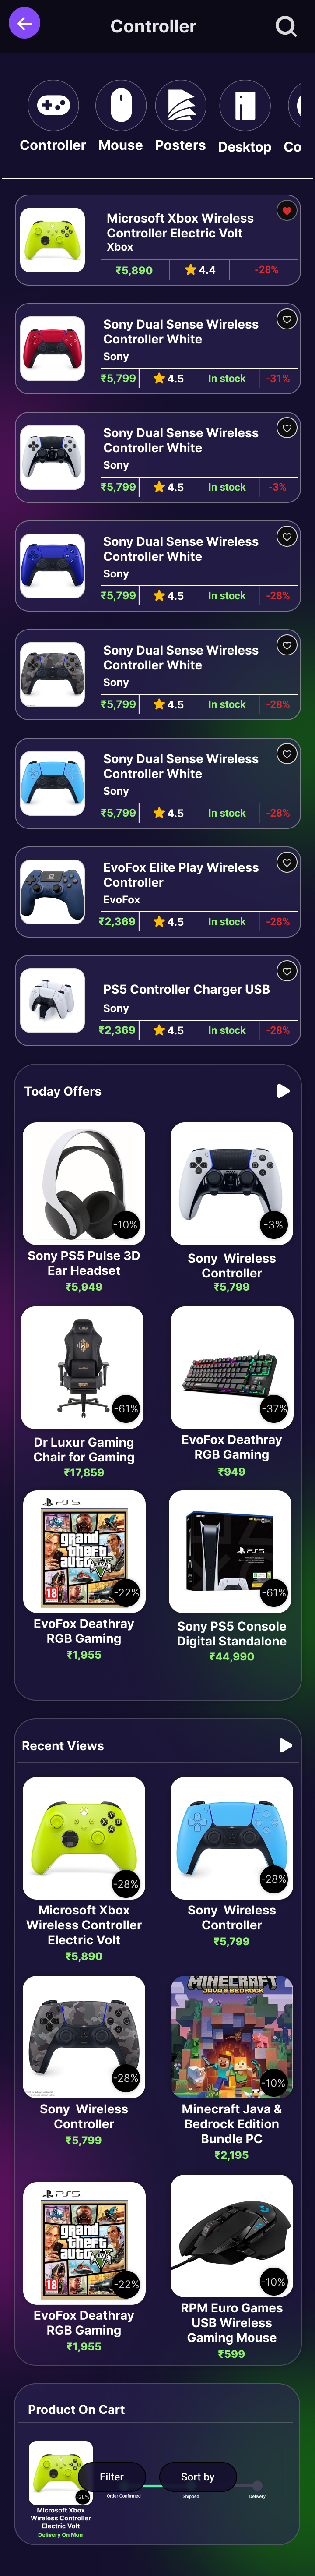 Controller
Controller Mouse Posters Desktop Co
Microsoft Xbox Wireless
Controller Electric Volt
Xbox
₹5,890 4.4 -28%
Sony Dual Sense Wireless
Controller White
Sony
₹5,799 4.5 In stock -31%
Sony Dual Sense Wireless
Controller White
Sony
₹5,799 4.5 In stock -3%
Sony Dual Sense Wireless
Controller White
Sony
₹5,799 4.5 In stock -28%
Sony Dual Sense Wireless
Controller White
Sony
₹5,799 4.5 In stock -28%
Sony Dual Sense Wireless
Controller White
Sony
₹5,799 4.5 In stock -28%
EvoFox Elite Play Wireless
Controller
EvoFox
₹2,369 4.5 In stock -28%
PS5 Controller Charger USB
Sony
₹2,369 4.5 In stock -28%
Today Offers
-10%
Sony PS5 Pulse 3D
Ear Headset
₹5,949
-3%
Sony Wireless
Controller
₹5,799
-61%
Dr Luxur Gaming
Chair for Gaming
₹17,859
-37%
EvoFox Deathray
RGB Gaming
₹949
PS5
grand
theft
auto
V
18
-22%
EvoFox Deathray
RGB Gaming
₹1,955
PS5
-61%
Sony PS5 Console
Digital Standalone
₹44,990
Recent Views
Y
X B
A
-28%
Microsoft Xbox
Wireless Controller
Electric Volt
₹5,890
-28%
Sony Wireless
Controller
₹5,799
-28%
Sony Wireless
Controller
₹5,799
MINECRAFT
JAVA & BEDROCK
-10%
Minecraft Java &
Bedrock Edition
Bundle PC
₹2,195
PS5
grand
theft
auto
V
18
-22%
EvoFox Deathray
RGB Gaming
₹1,955
-10%
RPM Euro Games
USB Wireless
Gaming Mouse
₹599
Product On Cart
-28%
Filter Sort by
Order Confirmed Shipped Delivery
Microsoft Xbox
Wireless Controller
Electric Volt
Delivery On Mon